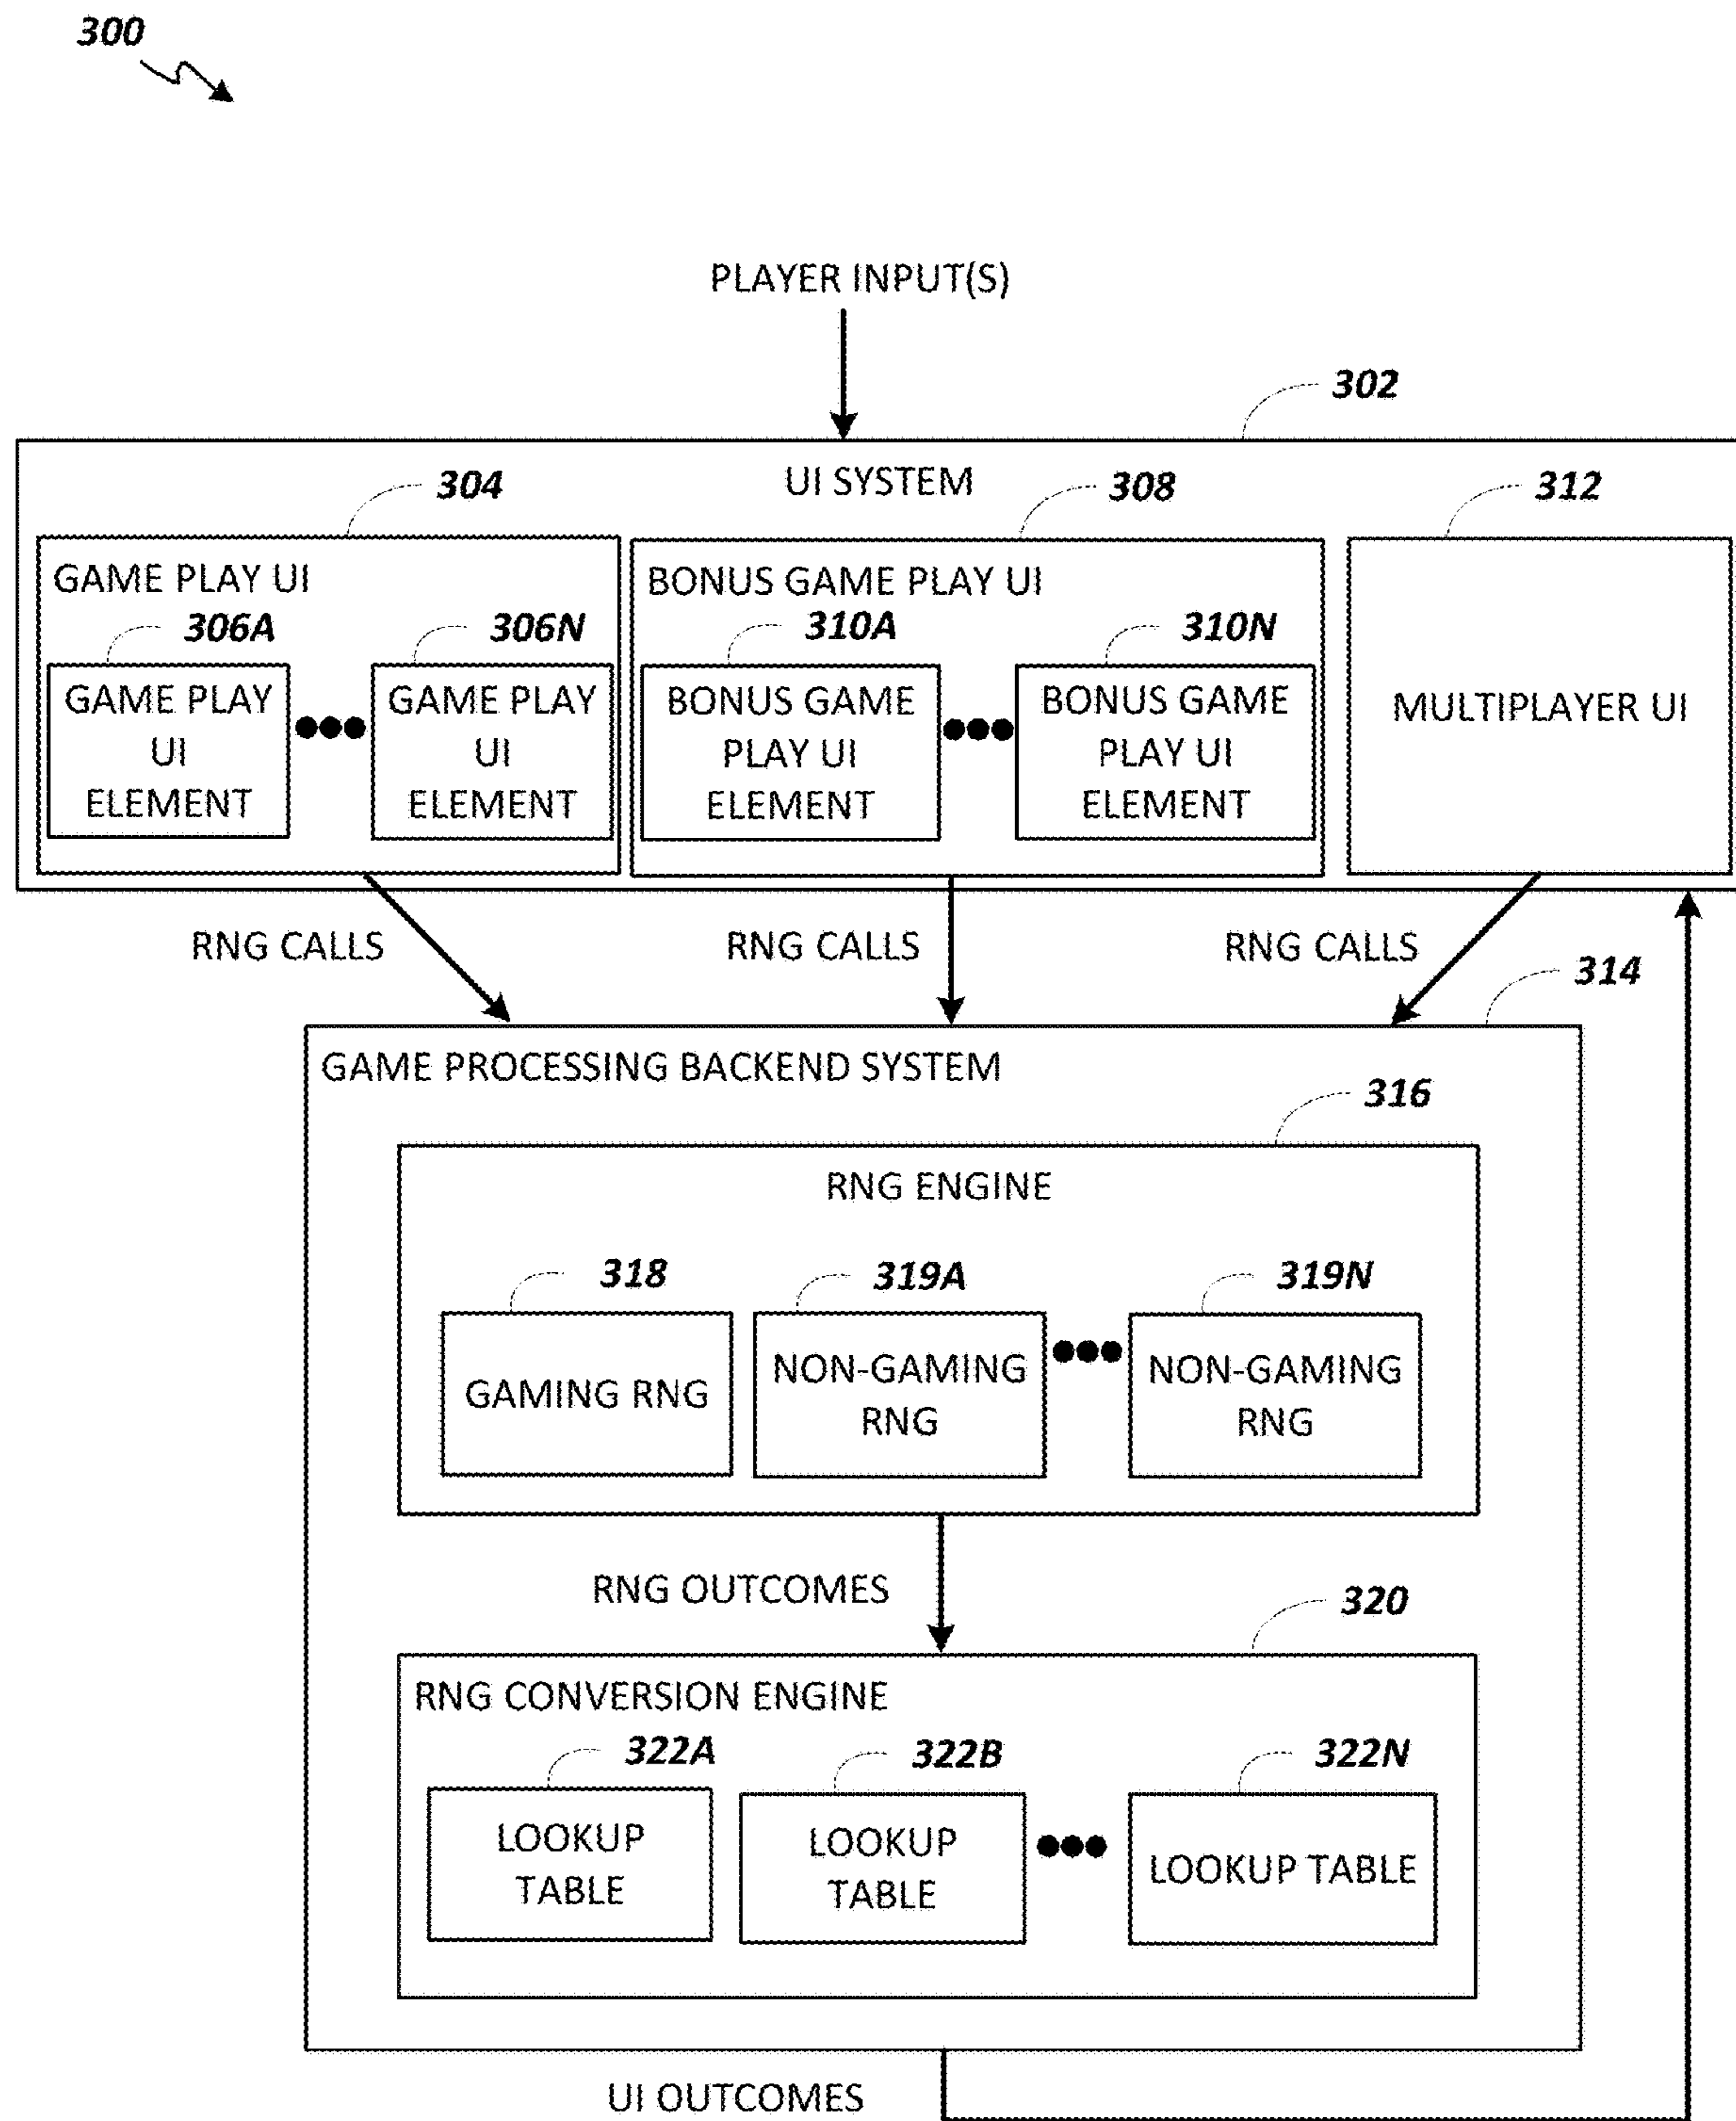 300
PLAYER INPUT(S)
302
UI SYSTEM
304
308
312
GAME PLAY UI
BONUS GAME PLAY UI
306A
306N
310A
310N
GAME PLAY
UI
ELEMENT
GAME PLAY
UI
ELEMENT
BONUS GAME
PLAY UI
ELEMENT
BONUS GAME
PLAY UI
ELEMENT
MULTIPLAYER UI
RNG CALLS
RNG CALLS
RNG CALLS
314
GAME PROCESSING BACKEND SYSTEM
316
RNG ENGINE
318
319A
319N
GAMING RNG
NON-GAMING
RNG
NON-GAMING
RNG
RNG OUTCOMES
320
RNG CONVERSION ENGINE
322A
322B
322N
LOOKUP
TABLE
LOOKUP
TABLE
LOOKUP TABLE
UI OUTCOMES